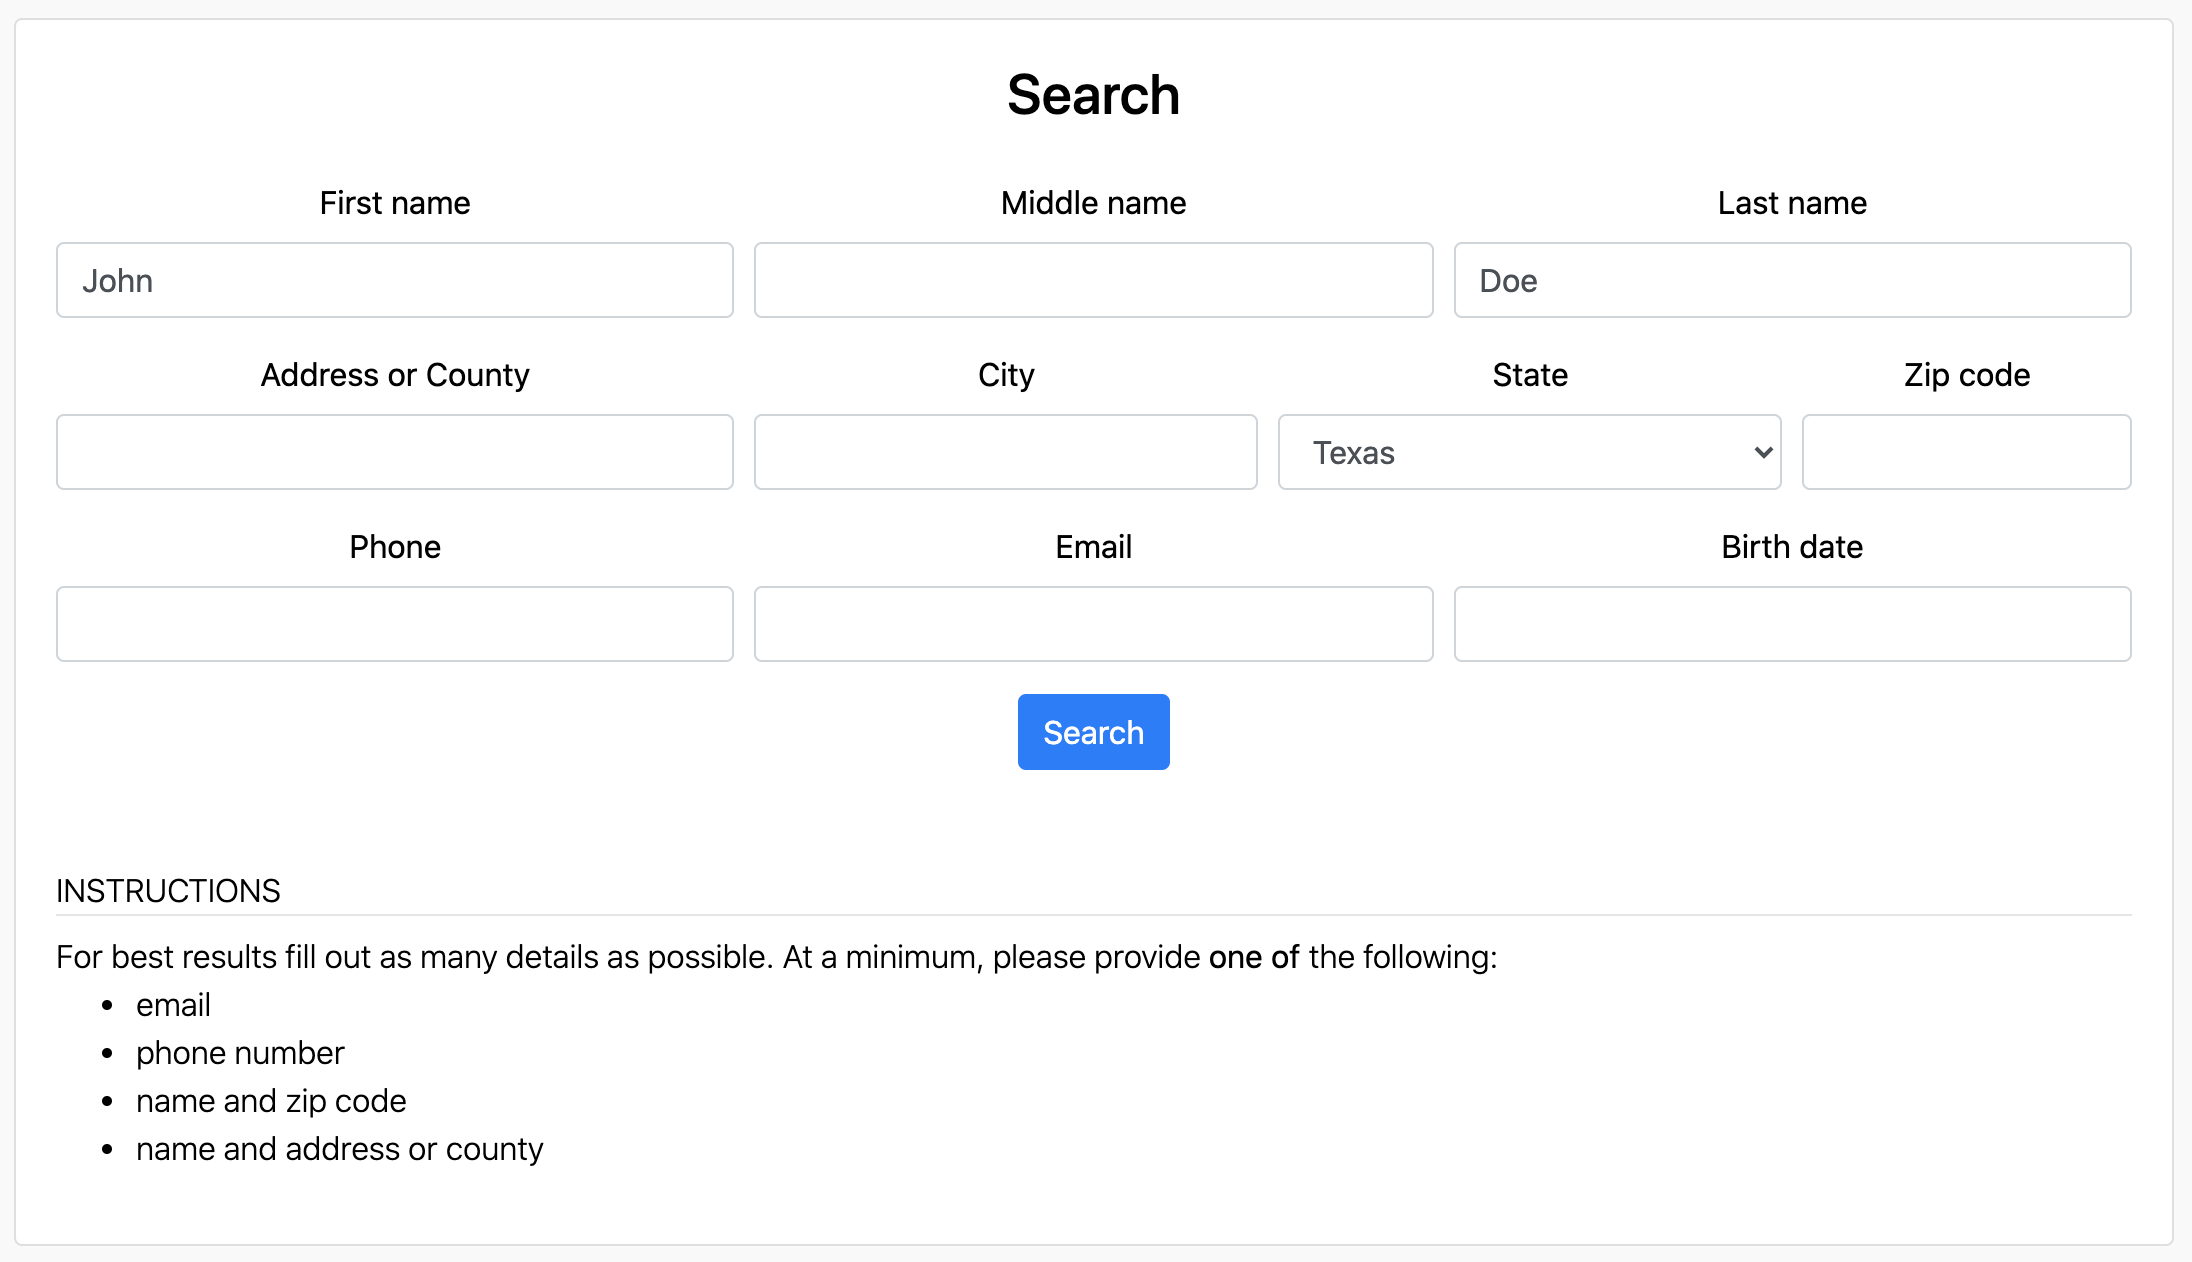 Search
First name Middle name Last name
John Doe
Address or County City State Zip code
Texas
Phone Email Birth date
Search
INSTRUCTIONS
For best results fill out as many details as possible. At a minimum, please provide one of the following:
• email
• phone number
• name and zip code
• name and address or county